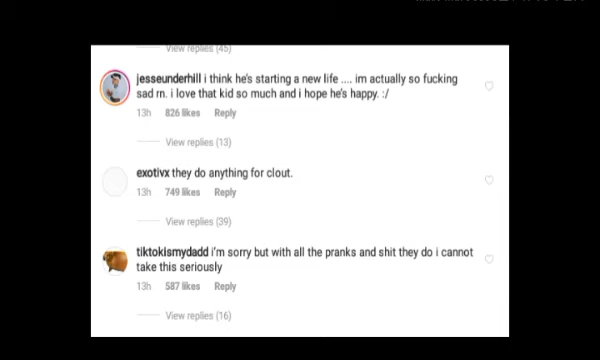 View replies (45)
jesseunderhill i think he's starting a new life .... im actually so fucking
sad rn. i love that kid so much and i hope he's happy. :/
13h 826 likes Reply
View replies (13)
exotivx they do anything for clout.
13h 749 likes Reply
View replies (39)
tiktokismydadd i'm sorry but with all the pranks and shit they do i cannot
take this seriously
13h 587 likes Reply
View replies (16)